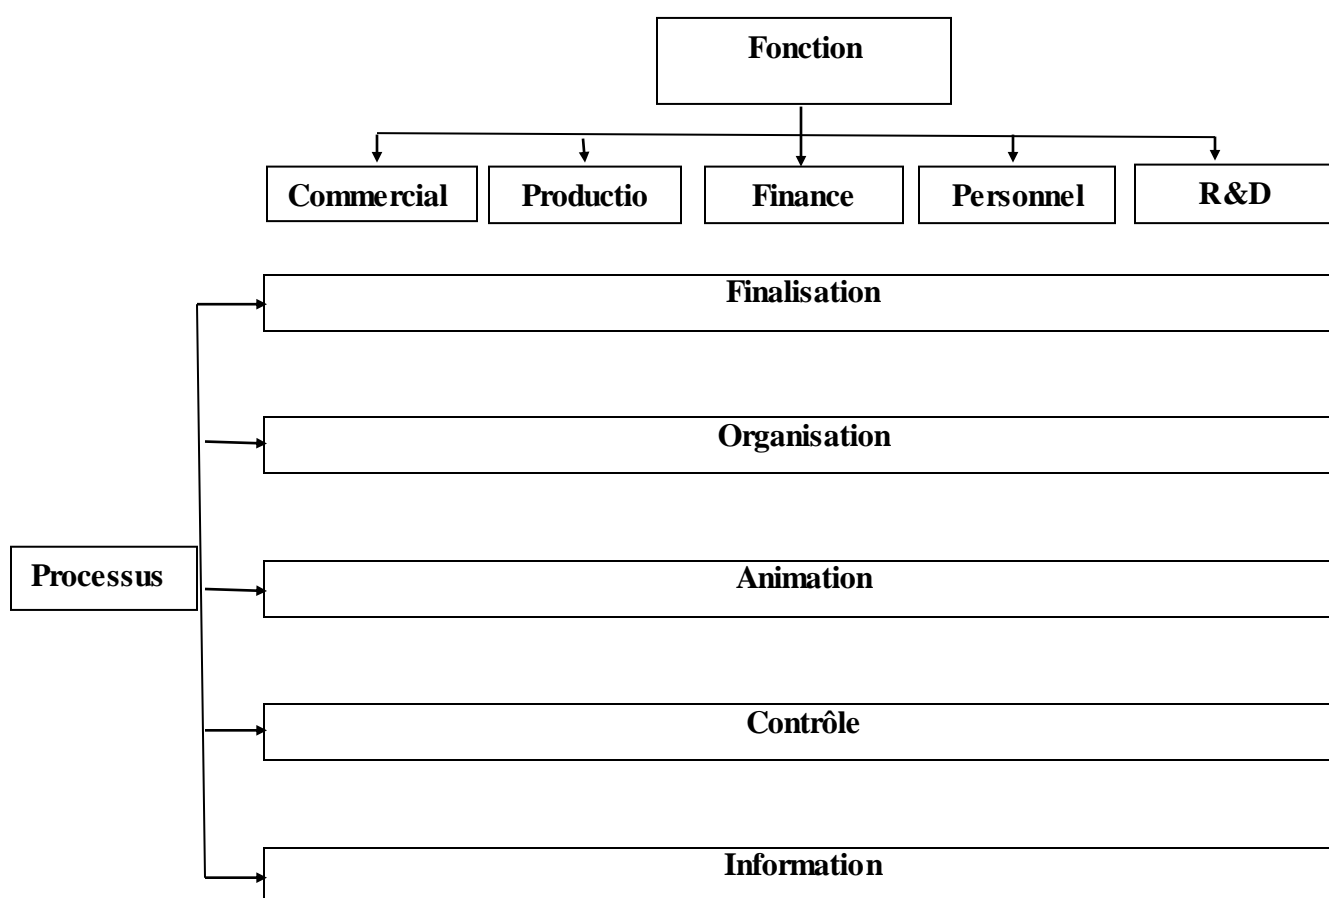 Fonction
Commercial
Productio
Finance
Personnel
R&D
Finalisation
Organisation
Processus
Animation
Contrôle
Information